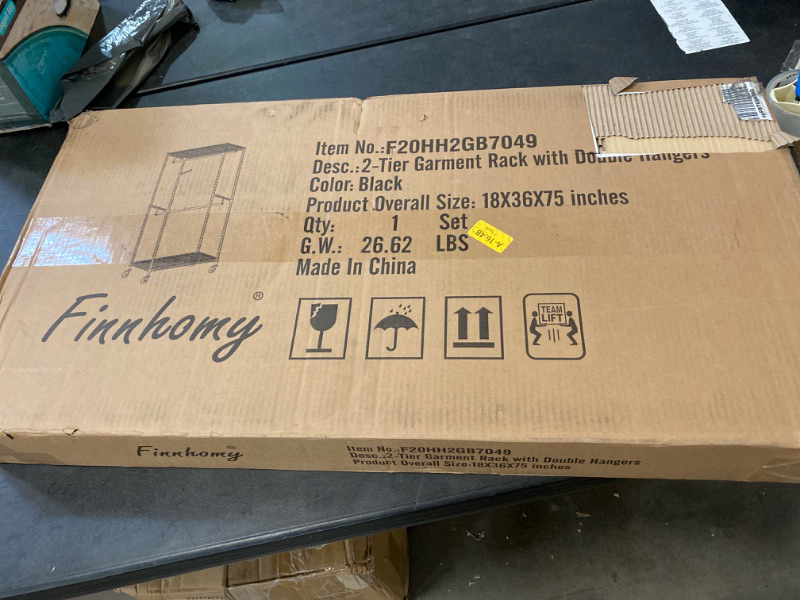 Item No.:F20HH2GB7049
Desc.:2-Tier Garment Rack with Double Hangers
Color: Black
Product Overall Size: 18X36X75 inches
Qty: 1 Set
G.W.: 26.62 LBS
Made In China
Finnhomy®
TEAM
LIFT
Finnhomy®
Item No.:F20HH2GB7049
Desc.:2-Tier Garment Rack with Double Hangers
Product Overall Size:18X36X75 inches